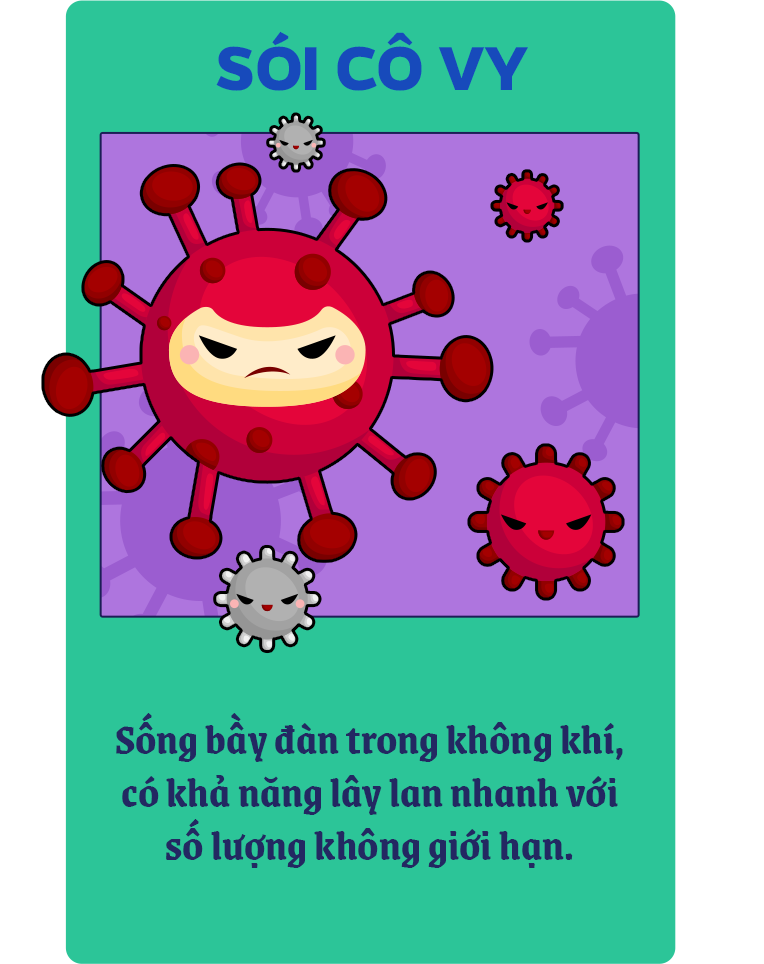 SÓI CÔ VY
Sống bầy đàn trong không khí,
có khả năng lây lan nhanh với
số lượng không giới hạn.